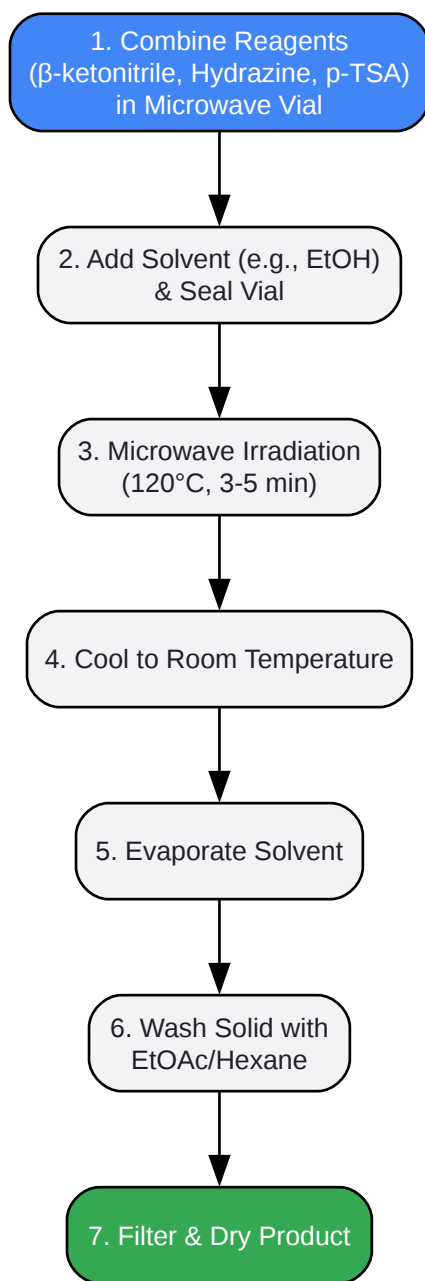 1. Combine Reagents
(β-ketonitrile, Hydrazine, p-TSA)
in Microwave Vial
2. Add Solvent (e.g., EtOH)
& Seal Vial
3. Microwave Irradiation
(120°C, 3-5 min)
4. Cool to Room Temperature
5. Evaporate Solvent
6. Wash Solid with
EtOAc/Hexane
7. Filter & Dry Product